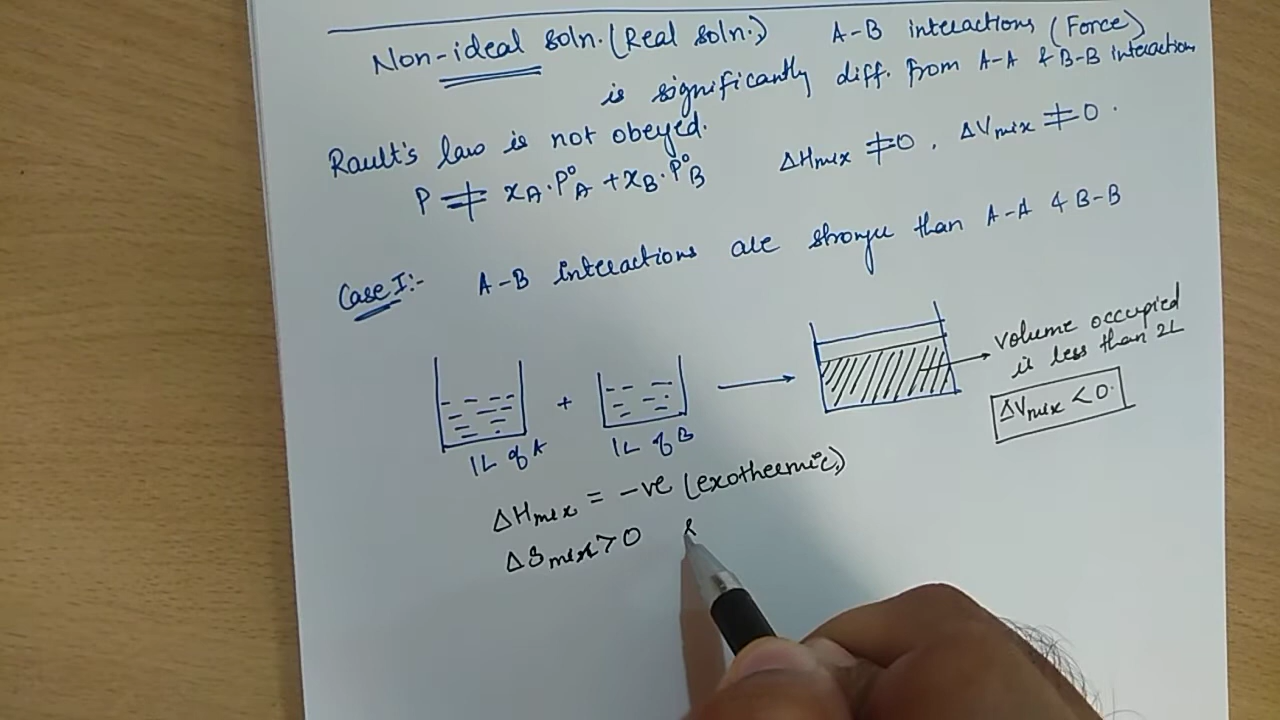 Non-ideal soln. (Real soln.) A-B interactions (Force)
is significantly diff. from A-A & B-B interactions
Rault's law is not obeyed.
P ≠ xA.P°A + xB.P°B ΔHmix ≠ 0, ΔVmix ≠ 0.
Case I:- A-B interactions are stronger than A-A & B-B
volume occupied
is less than 2L
ΔVmix < 0.
1L of A + 1L of B
ΔHmix = -ve (exothermic)
ΔSmix > 0 &